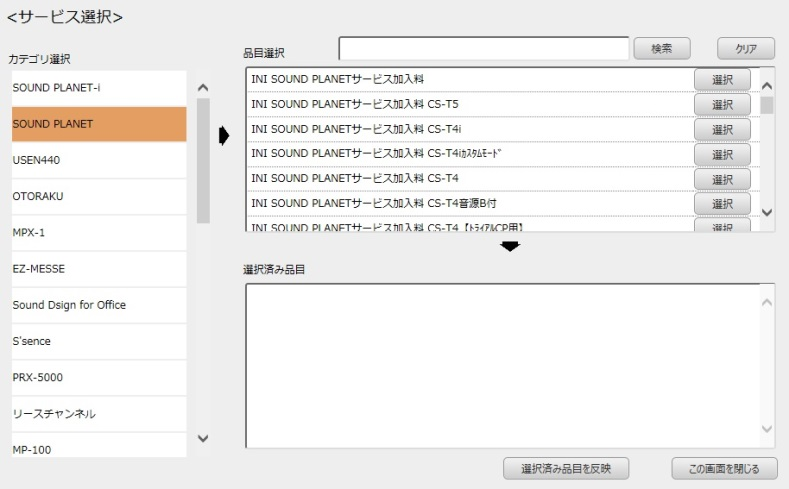 <サービス選択>
カテゴリ選択
SOUND PLANET-i
SOUND PLANET
USEN440
OTORAKU
MPX-1
EZ-MESSE
Sound Dsign for Office
S'sence
PRX-5000
リースチャンネル
MP-100
品目選択
検索
クリア
INI SOUND PLANETサービス加入料
選択
INI SOUND PLANETサービス加入料 CS-T5
選択
INI SOUND PLANETサービス加入料 CS-T4i
選択
INI SOUND PLANETサービス加入料 CS-T4iｶｽﾀﾑﾓｰﾄﾞ
選択
INI SOUND PLANETサービス加入料 CS-T4
選択
INI SOUND PLANETサービス加入料 CS-T4音源B付
選択
INI SOUND PLANETサービス加入料 CS-T4【ﾄﾗｲｱﾙCP用】
選択
選択済み品目
選択済み品目を反映
この画面を閉じる